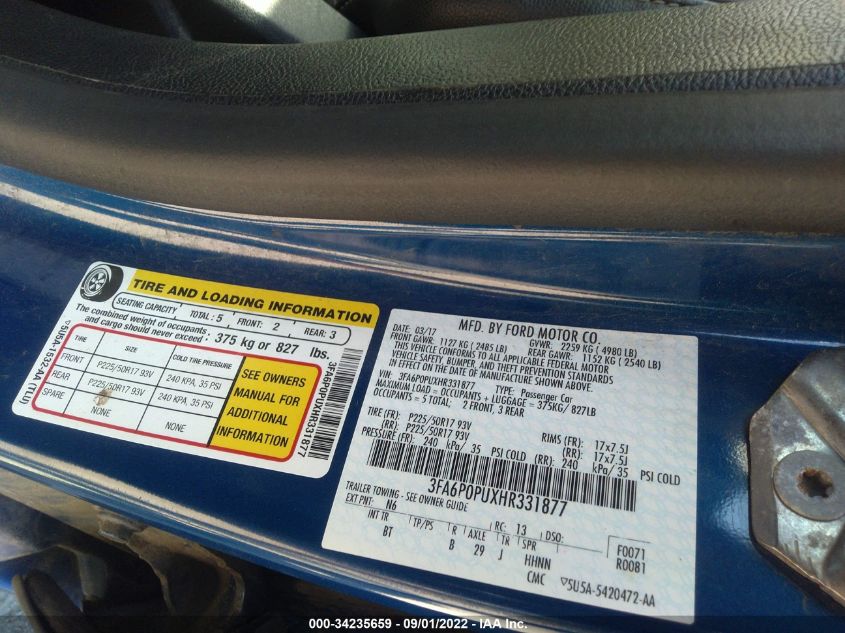 TIRE AND LOADING INFORMATION
SEATING CAPACITY TOTAL : 5 FRONT: 2 REAR: 3
The combined weight of occupants
and cargo should never exceed : 375 kg or 827 lbs.
TIRE SIZE COLD TIRE PRESSURE
FRONT P225/50R17 93V 240 KPA, 35 PSI
REAR P225/50R17 93V 240 KPA, 35 PSI
SPARE NONE NONE
SEE OWNERS
MANUAL FOR
ADDITIONAL
INFORMATION
5U5A-1532-AA (TLU)
3FA6P0PUXHR331877
MFD. BY FORD MOTOR CO.
DATE: 03/17 GVWR: 2259 KG ( 4980 LB)
FRONT GAWR: 1127 KG ( 2485 LB) REAR GAWR: 1152 KG ( 2540 LB)
THIS VEHICLE CONFORMS TO ALL APPLICABLE FEDERAL MOTOR
VEHICLE SAFETY, BUMPER, AND THEFT PREVENTION STANDARDS
IN EFFECT ON THE DATE OF MANUFACTURE SHOWN ABOVE.
VIN: 3FA6P0PUXHR331877 TYPE: Passenger Car
MAXIMUM LOAD = OCCUPANTS + LUGGAGE = 375KG/ 827LB
OCCUPANTS = 5 TOTAL: 2 FRONT, 3 REAR
TIRE (FR): P225/50R17 93V RIMS (FR): 17x7.5J
(RR): P225/50R17 93V (RR): 17x7.5J
PRESSURE (FR): 240 kPa/ 35 PSI COLD (RR): 240 kPa/ 35 PSI COLD
3FA6P0PUXHR331877
TRAILER TOWING - SEE OWNER GUIDE
EXT PNT: N6 RC: 13 DSO:
INT TR TP/PS R AXLE TR SPR F0071
BT B 29 J HHNN R0081
CMC 5U5A-5420472-AA
000-34235659 - 09/01/2022 - IAA Inc.